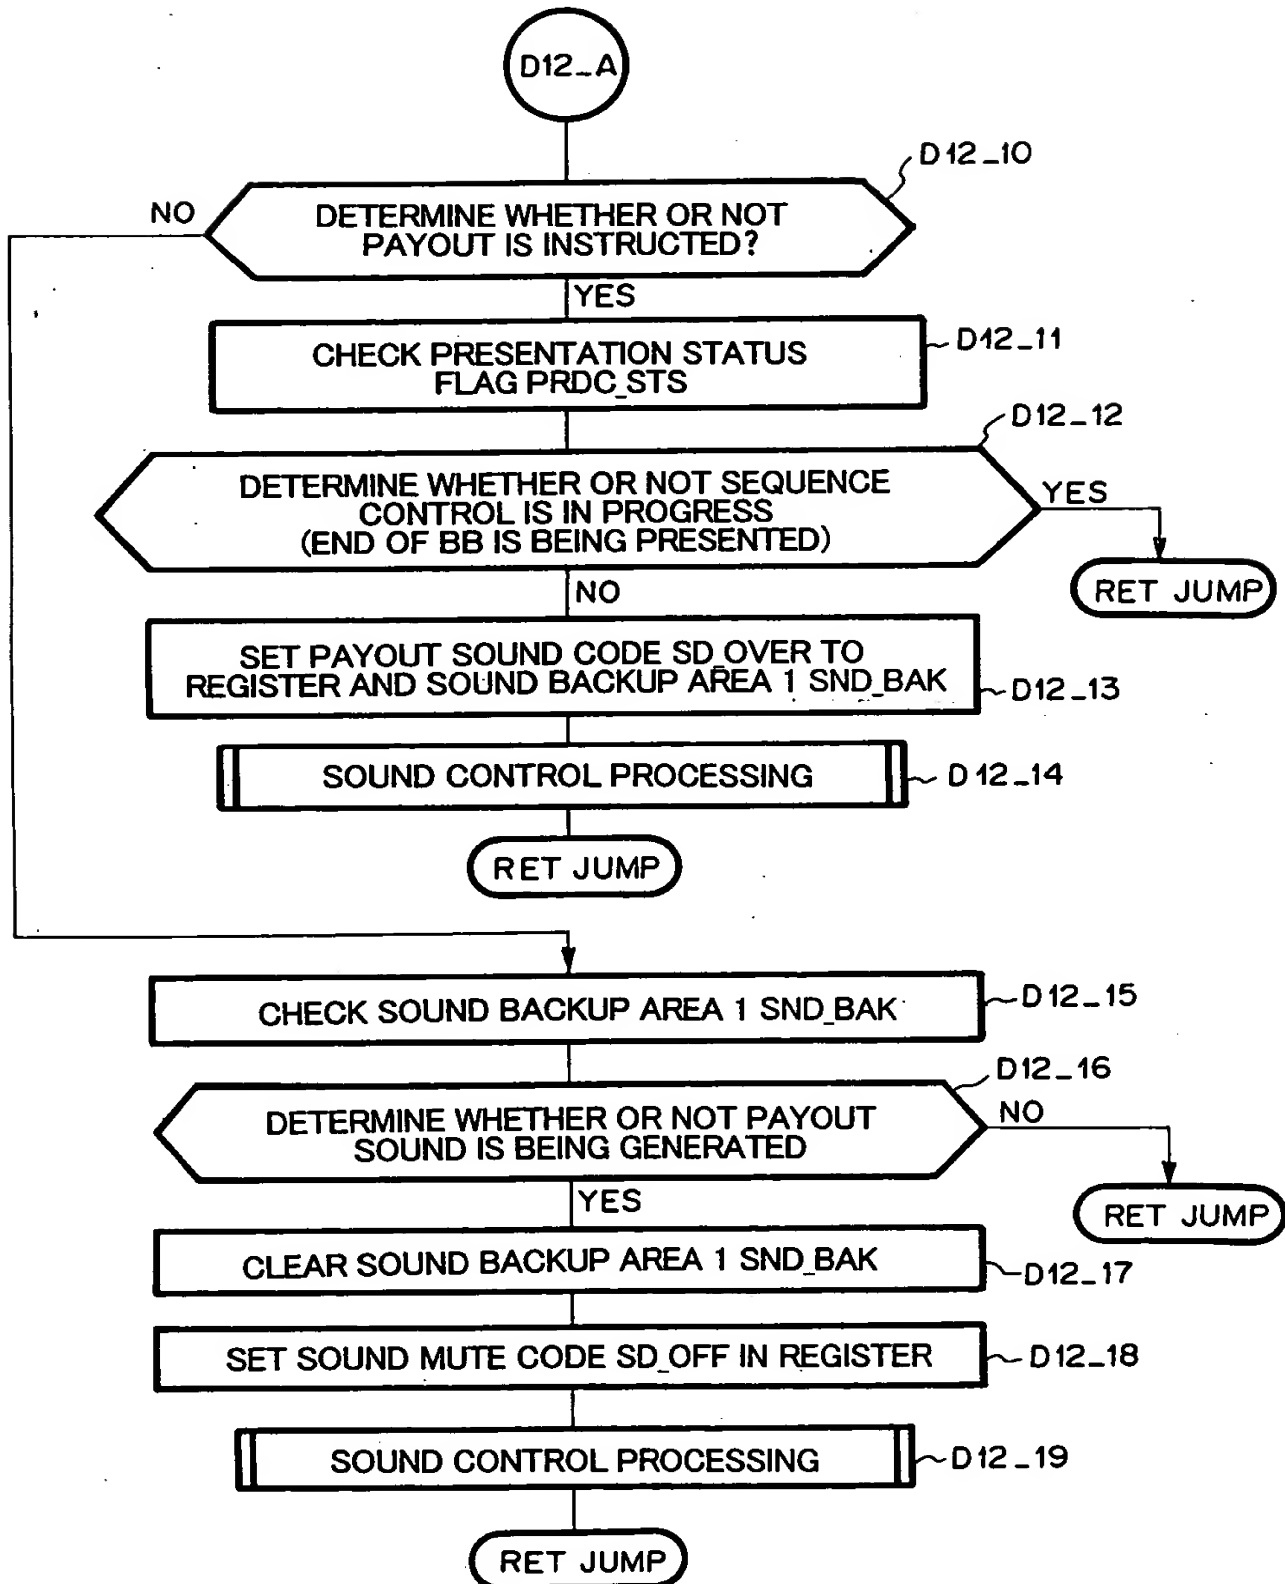 D12_A
D12_10
NO
DETERMINE WHETHER OR NOT
PAYOUT IS INSTRUCTED?
YES
CHECK PRESENTATION STATUS
FLAG PRDC_STS
D12_11
D12_12
DETERMINE WHETHER OR NOT SEQUENCE
CONTROL IS IN PROGRESS
(END OF BB IS BEING PRESENTED)
YES
RET JUMP
NO
SET PAYOUT SOUND CODE SD_OVER TO
REGISTER AND SOUND BACKUP AREA 1 SND_BAK
D12_13
SOUND CONTROL PROCESSING
D12_14
RET JUMP
CHECK SOUND BACKUP AREA 1 SND_BAK
D12_15
D12_16
DETERMINE WHETHER OR NOT PAYOUT
SOUND IS BEING GENERATED
NO
RET JUMP
YES
CLEAR SOUND BACKUP AREA 1 SND_BAK
D12_17
SET SOUND MUTE CODE SD_OFF IN REGISTER
D12_18
SOUND CONTROL PROCESSING
D12_19
RET JUMP